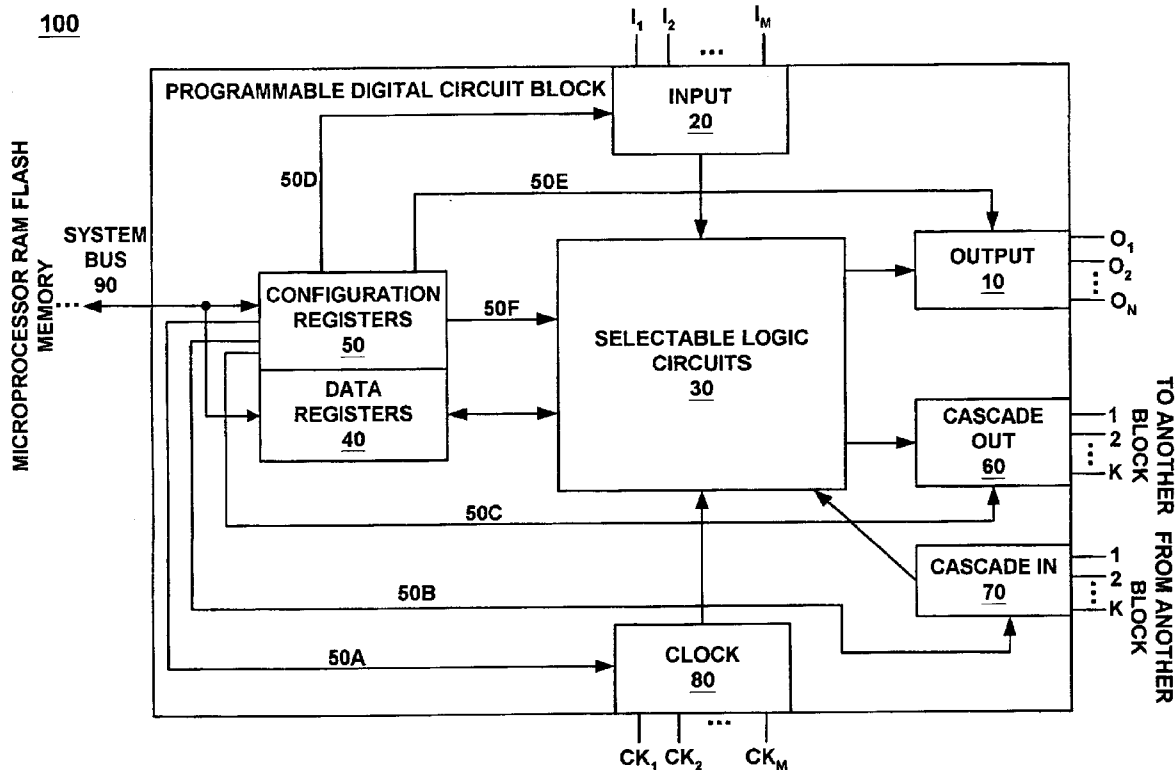 100
I1 I2 ... IM
PROGRAMMABLE DIGITAL CIRCUIT BLOCK
INPUT
20
50D
50E
MICROPROCESSOR RAM FLASH
MEMORY
SYSTEM
BUS
90
...
CONFIGURATION
REGISTERS
50
50F
DATA
REGISTERS
40
SELECTABLE LOGIC
CIRCUITS
30
OUTPUT
10
O1
O2
...
ON
CASCADE
OUT
60
1
2
...
K
TO ANOTHER
BLOCK
50C
CASCADE IN
70
1
2
...
K
FROM ANOTHER
BLOCK
50B
50A
CLOCK
80
CK1 CK2 ... CKM